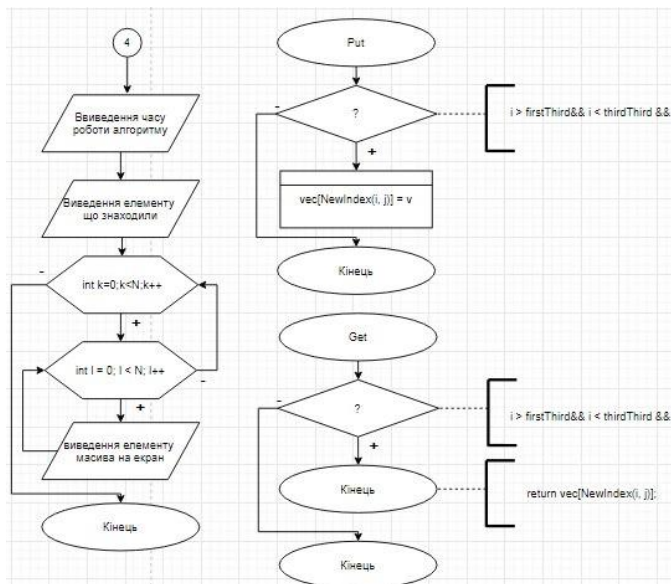 4
Ввиведення часу
роботи алгоритму
Виведення елементу
що знаходили
-
int k=0;k<N;k++
+
int l = 0; l < N; l++
-
+
виведення елементу
масива на екран
Кінець
Put
-
?
i > firstThird&& i < thirdThird &&
+
vec[NewIndex(i, j)] = v
Кінець
Get
-
?
i > firstThird&& i < thirdThird &&
+
Кінець
return vec[NewIndex(i, j)];
Кінець